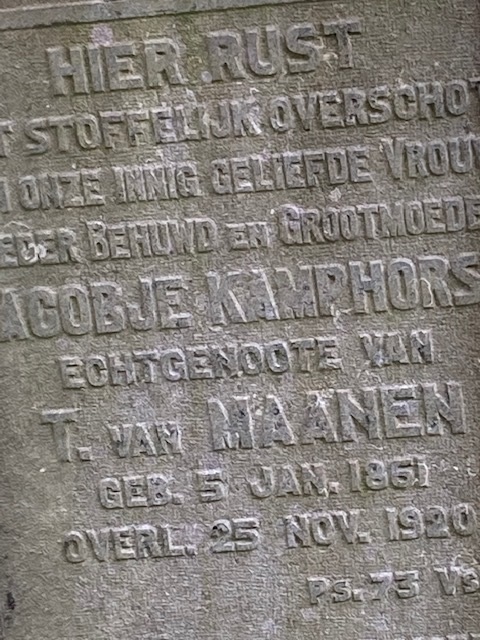 HIER RUST
T STOFFELIJK OVERSCHOT
N ONZE INNIG GELIEFDE VROUW
EDER BEHUWD EN GROOTMOEDE
ACOBJE KAMPHORS
ECHTGENOOTE VAN
T. VAN MAANEN
GEB. 5 JAN. 1861
OVERL. 25 NOV. 1920
PS. 73 VS